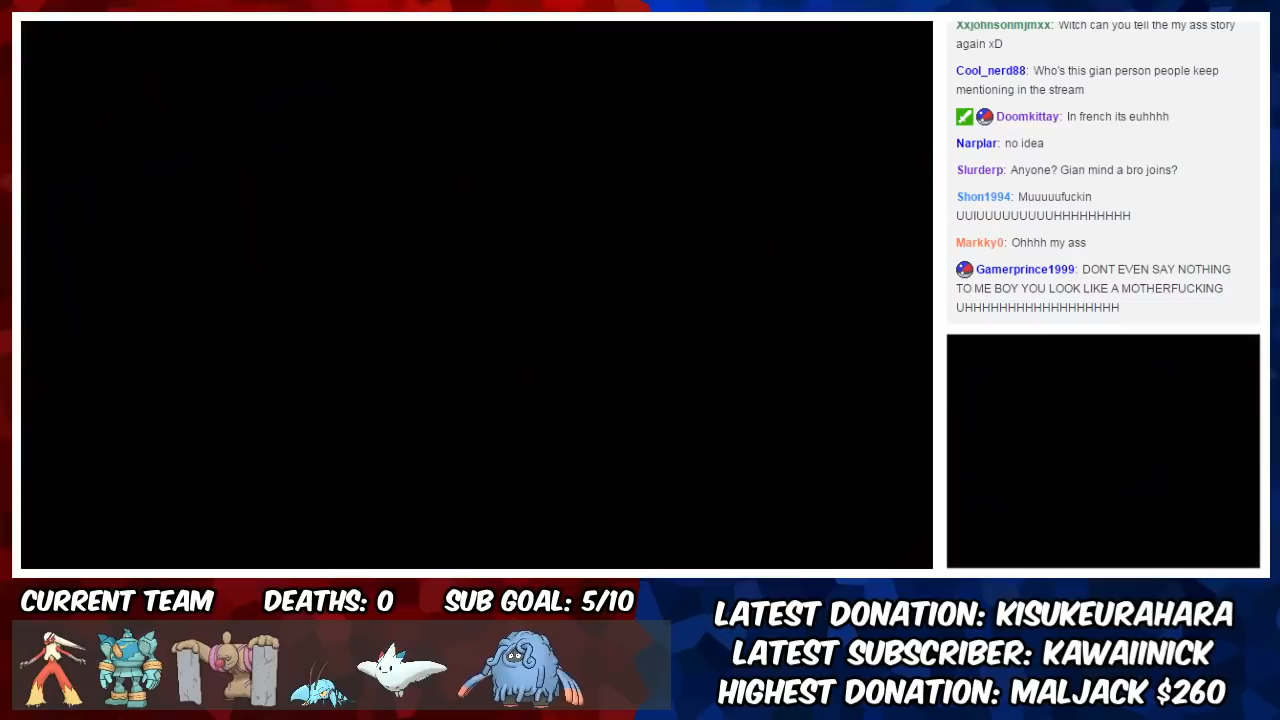 Xxjohnsonmjmxx: Witch can you tell the my ass story
again xD
Cool_nerd88: Who's this gian person people keep
mentioning in the stream
Doomkittay: In french its euhhhh
Narplar: no idea
Slurderp: Anyone? Gian mind a bro joins?
Shon1994: Muuuuufuckin
UUIUUUUUUUUUHHHHHHHHH
Markky0: Ohhhh my ass
Gamerprince1999: DONT EVEN SAY NOTHING
TO ME BOY YOU LOOK LIKE A MOTHERFUCKING
UHHHHHHHHHHHHHHHHHH
CURRENT TEAM DEATHS: 0 SUB GOAL: 5/10
LATEST DONATION: KISUKEURAHARA
LATEST SUBSCRIBER: KAWAIINICK
HIGHEST DONATION: MALJACK $260